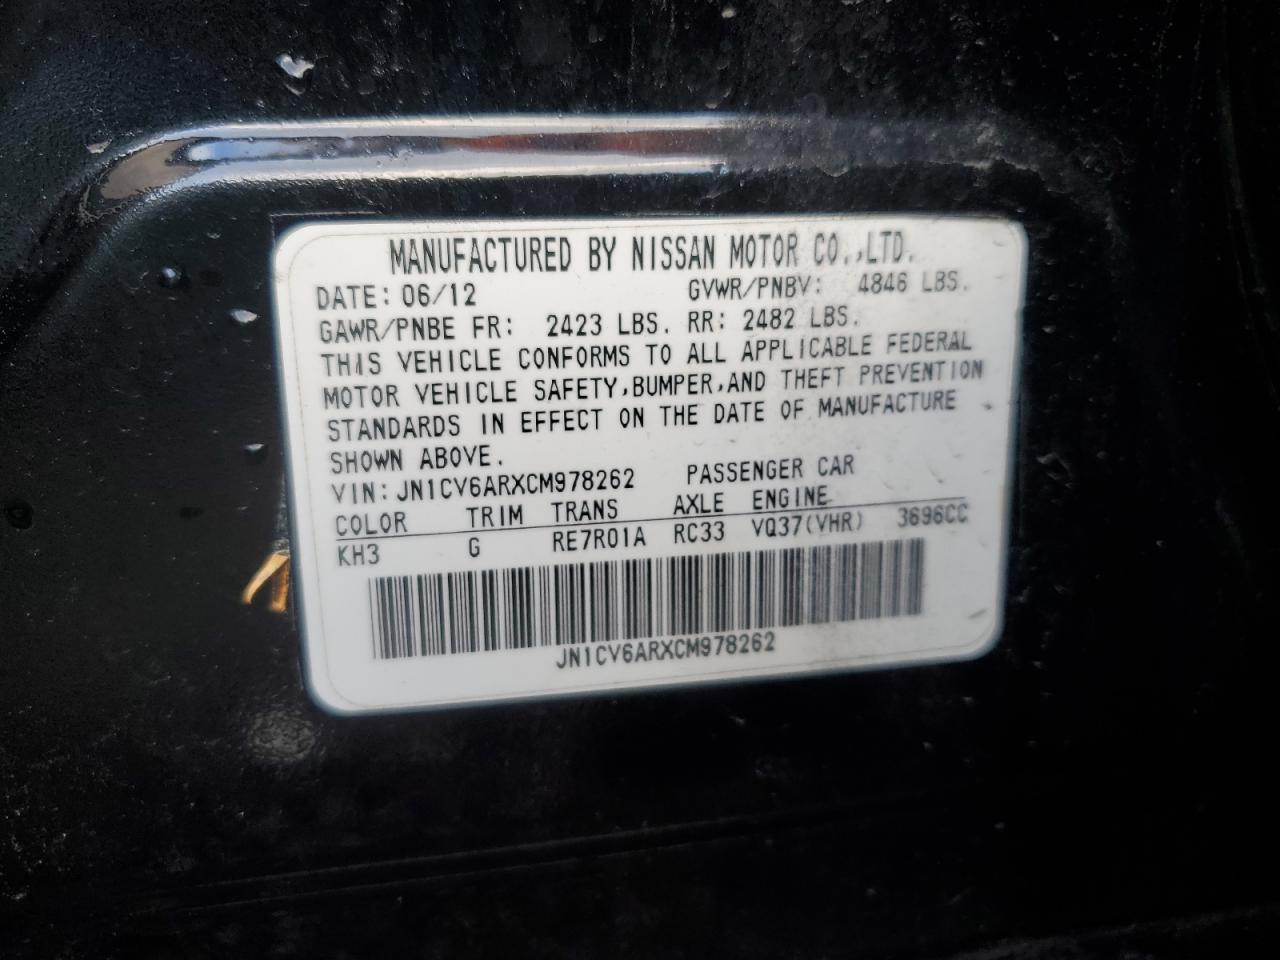 MANUFACTURED BY NISSAN MOTOR CO.,LTD.
DATE: 06/12 GVWR/PNBV: 4846 LBS.
GAWR/PNBE FR: 2423 LBS. RR: 2482 LBS.
THIS VEHICLE CONFORMS TO ALL APPLICABLE FEDERAL
MOTOR VEHICLE SAFETY,BUMPER,AND THEFT PREVENTION
STANDARDS IN EFFECT ON THE DATE OF MANUFACTURE
SHOWN ABOVE.
VIN: JN1CV6ARXCM978262 PASSENGER CAR
COLOR TRIM TRANS AXLE ENGINE
KH3 G RE7R01A RC33 VQ37(VHR) 3696CC
JN1CV6ARXCM978262